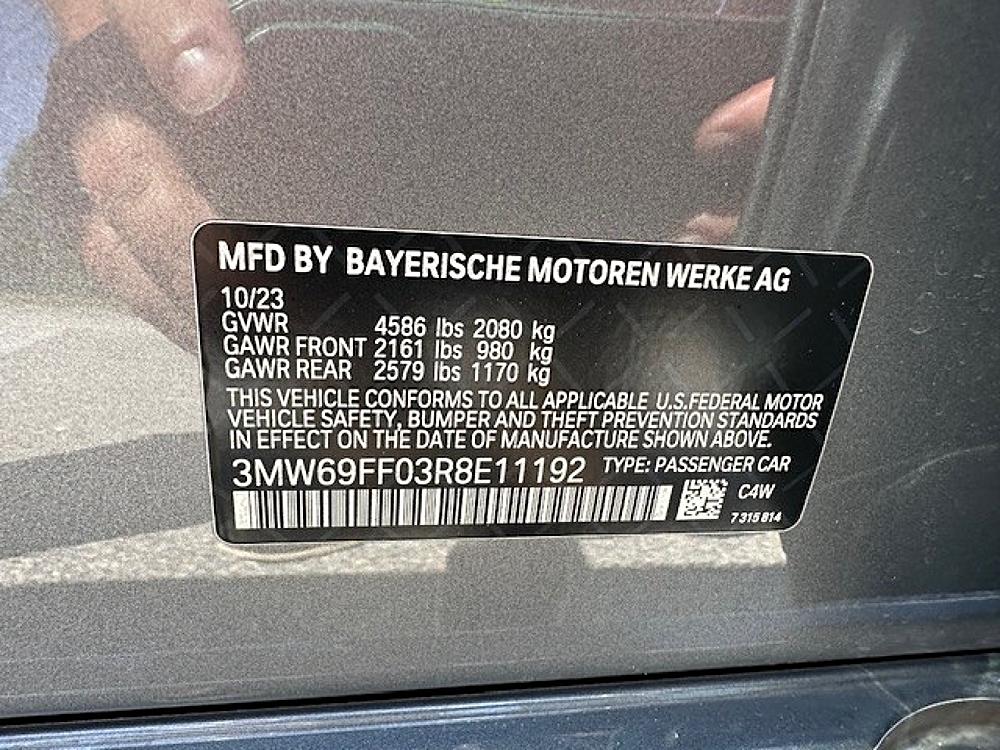 MFD BY BAYERISCHE MOTOREN WERKE AG
10/23
GVWR 4586 lbs 2080 kg
GAWR FRONT 2161 lbs 980 kg
GAWR REAR 2579 lbs 1170 kg
THIS VEHICLE CONFORMS TO ALL APPLICABLE U.S.FEDERAL MOTOR
VEHICLE SAFETY, BUMPER AND THEFT PREVENTION STANDARDS
IN EFFECT ON THE DATE OF MANUFACTURE SHOWN ABOVE.
3MW69FF03R8E11192 TYPE: PASSENGER CAR
C4W
7 315 814